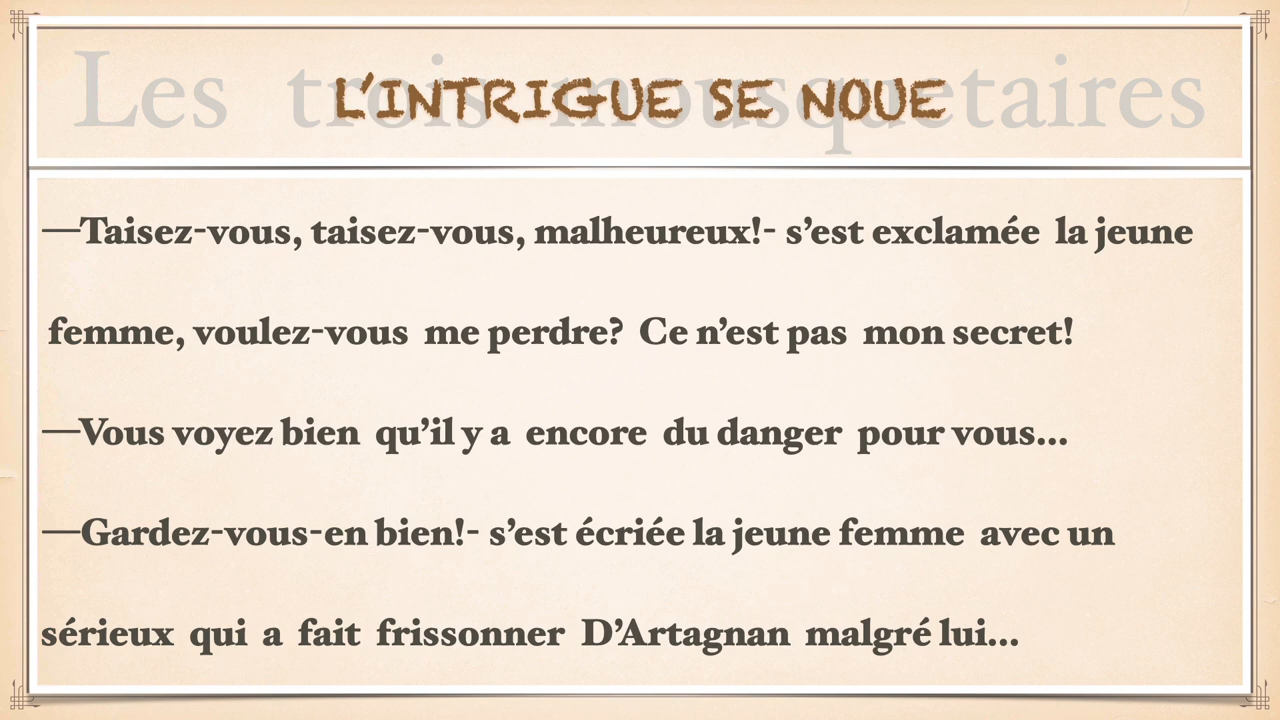 Les trois mousquetaires
L'INTRIGUE SE NOUE
—Taisez-vous, taisez-vous, malheureux!- s’est exclamée la jeune
femme, voulez-vous me perdre? Ce n’est pas mon secret!
—Vous voyez bien qu’il y a encore du danger pour vous...
—Gardez-vous-en bien!- s’est écriée la jeune femme avec un
sérieux qui a fait frissonner D’Artagnan malgré lui...